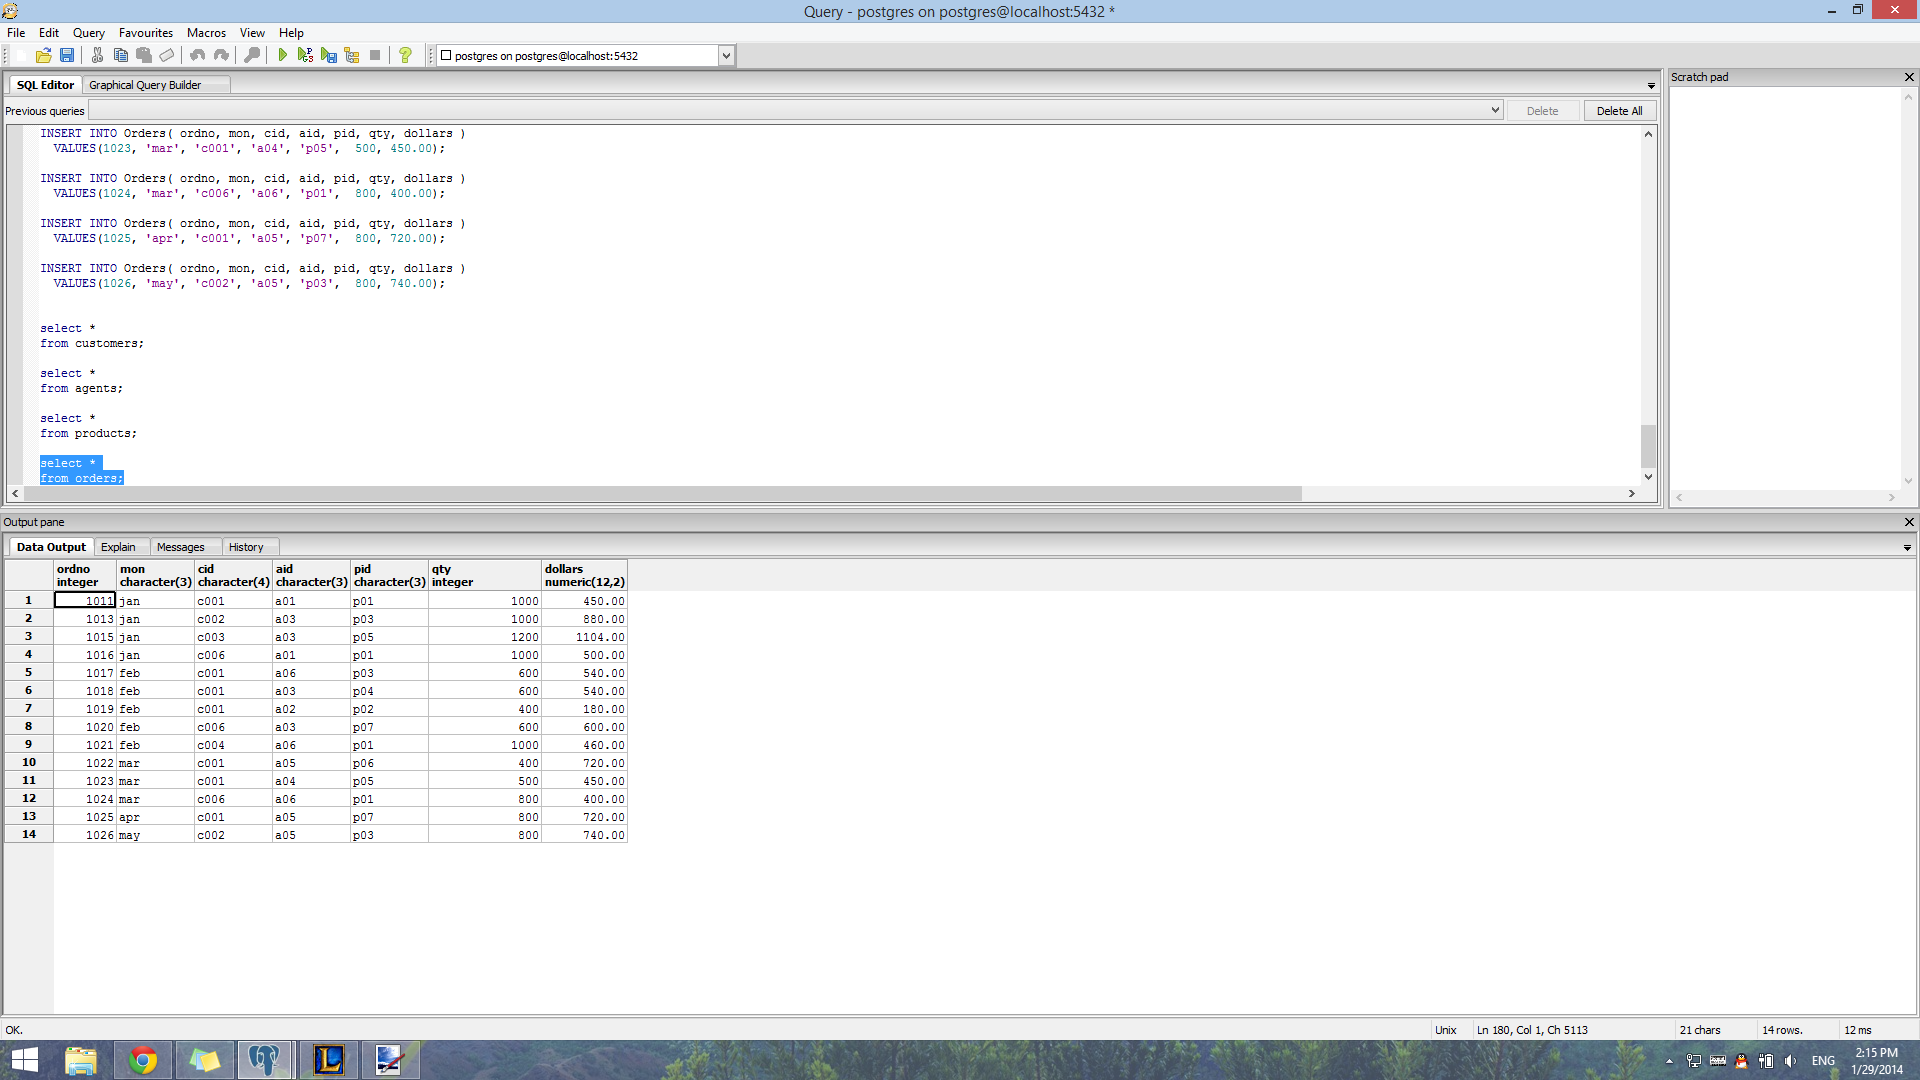 Query - postgres on postgres@localhost:5432 *
File Edit Query Favourites Macros View Help
postgres on postgres@localhost:5432
SQL Editor Graphical Query Builder
Previous queries Delete Delete All
Scratch pad
INSERT INTO Orders( ordno, mon, cid, aid, pid, qty, dollars )
VALUES(1023, 'mar', 'c001', 'a04', 'p05',  500, 450.00);
INSERT INTO Orders( ordno, mon, cid, aid, pid, qty, dollars )
VALUES(1024, 'mar', 'c006', 'a06', 'p01',  800, 400.00);
INSERT INTO Orders( ordno, mon, cid, aid, pid, qty, dollars )
VALUES(1025, 'apr', 'c001', 'a05', 'p07',  800, 720.00);
INSERT INTO Orders( ordno, mon, cid, aid, pid, qty, dollars )
VALUES(1026, 'may', 'c002', 'a05', 'p03',  800, 740.00);
select *
from customers;
select *
from agents;
select *
from products;
select *
from orders;
Output pane
Data Output Explain Messages History
ordno mon cid aid pid qty dollars
integer character(3) character(4) character(3) character(3) integer numeric(12,2)
1 1011 jan c001 a01 p01 1000 450.00
2 1013 jan c002 a03 p03 1000 880.00
3 1015 jan c003 a03 p05 1200 1104.00
4 1016 jan c006 a01 p01 1000 500.00
5 1017 feb c001 a06 p03 600 540.00
6 1018 feb c001 a03 p04 600 540.00
7 1019 feb c001 a02 p02 400 180.00
8 1020 feb c006 a03 p07 600 600.00
9 1021 feb c004 a06 p01 1000 460.00
10 1022 mar c001 a05 p06 400 720.00
11 1023 mar c001 a04 p05 500 450.00
12 1024 mar c006 a06 p01 800 400.00
13 1025 apr c001 a05 p07 800 720.00
14 1026 may c002 a05 p03 800 740.00
OK. Unix Ln 180, Col 1, Ch 5113 21 chars 14 rows. 12 ms
ENG
2:15 PM
1/29/2014